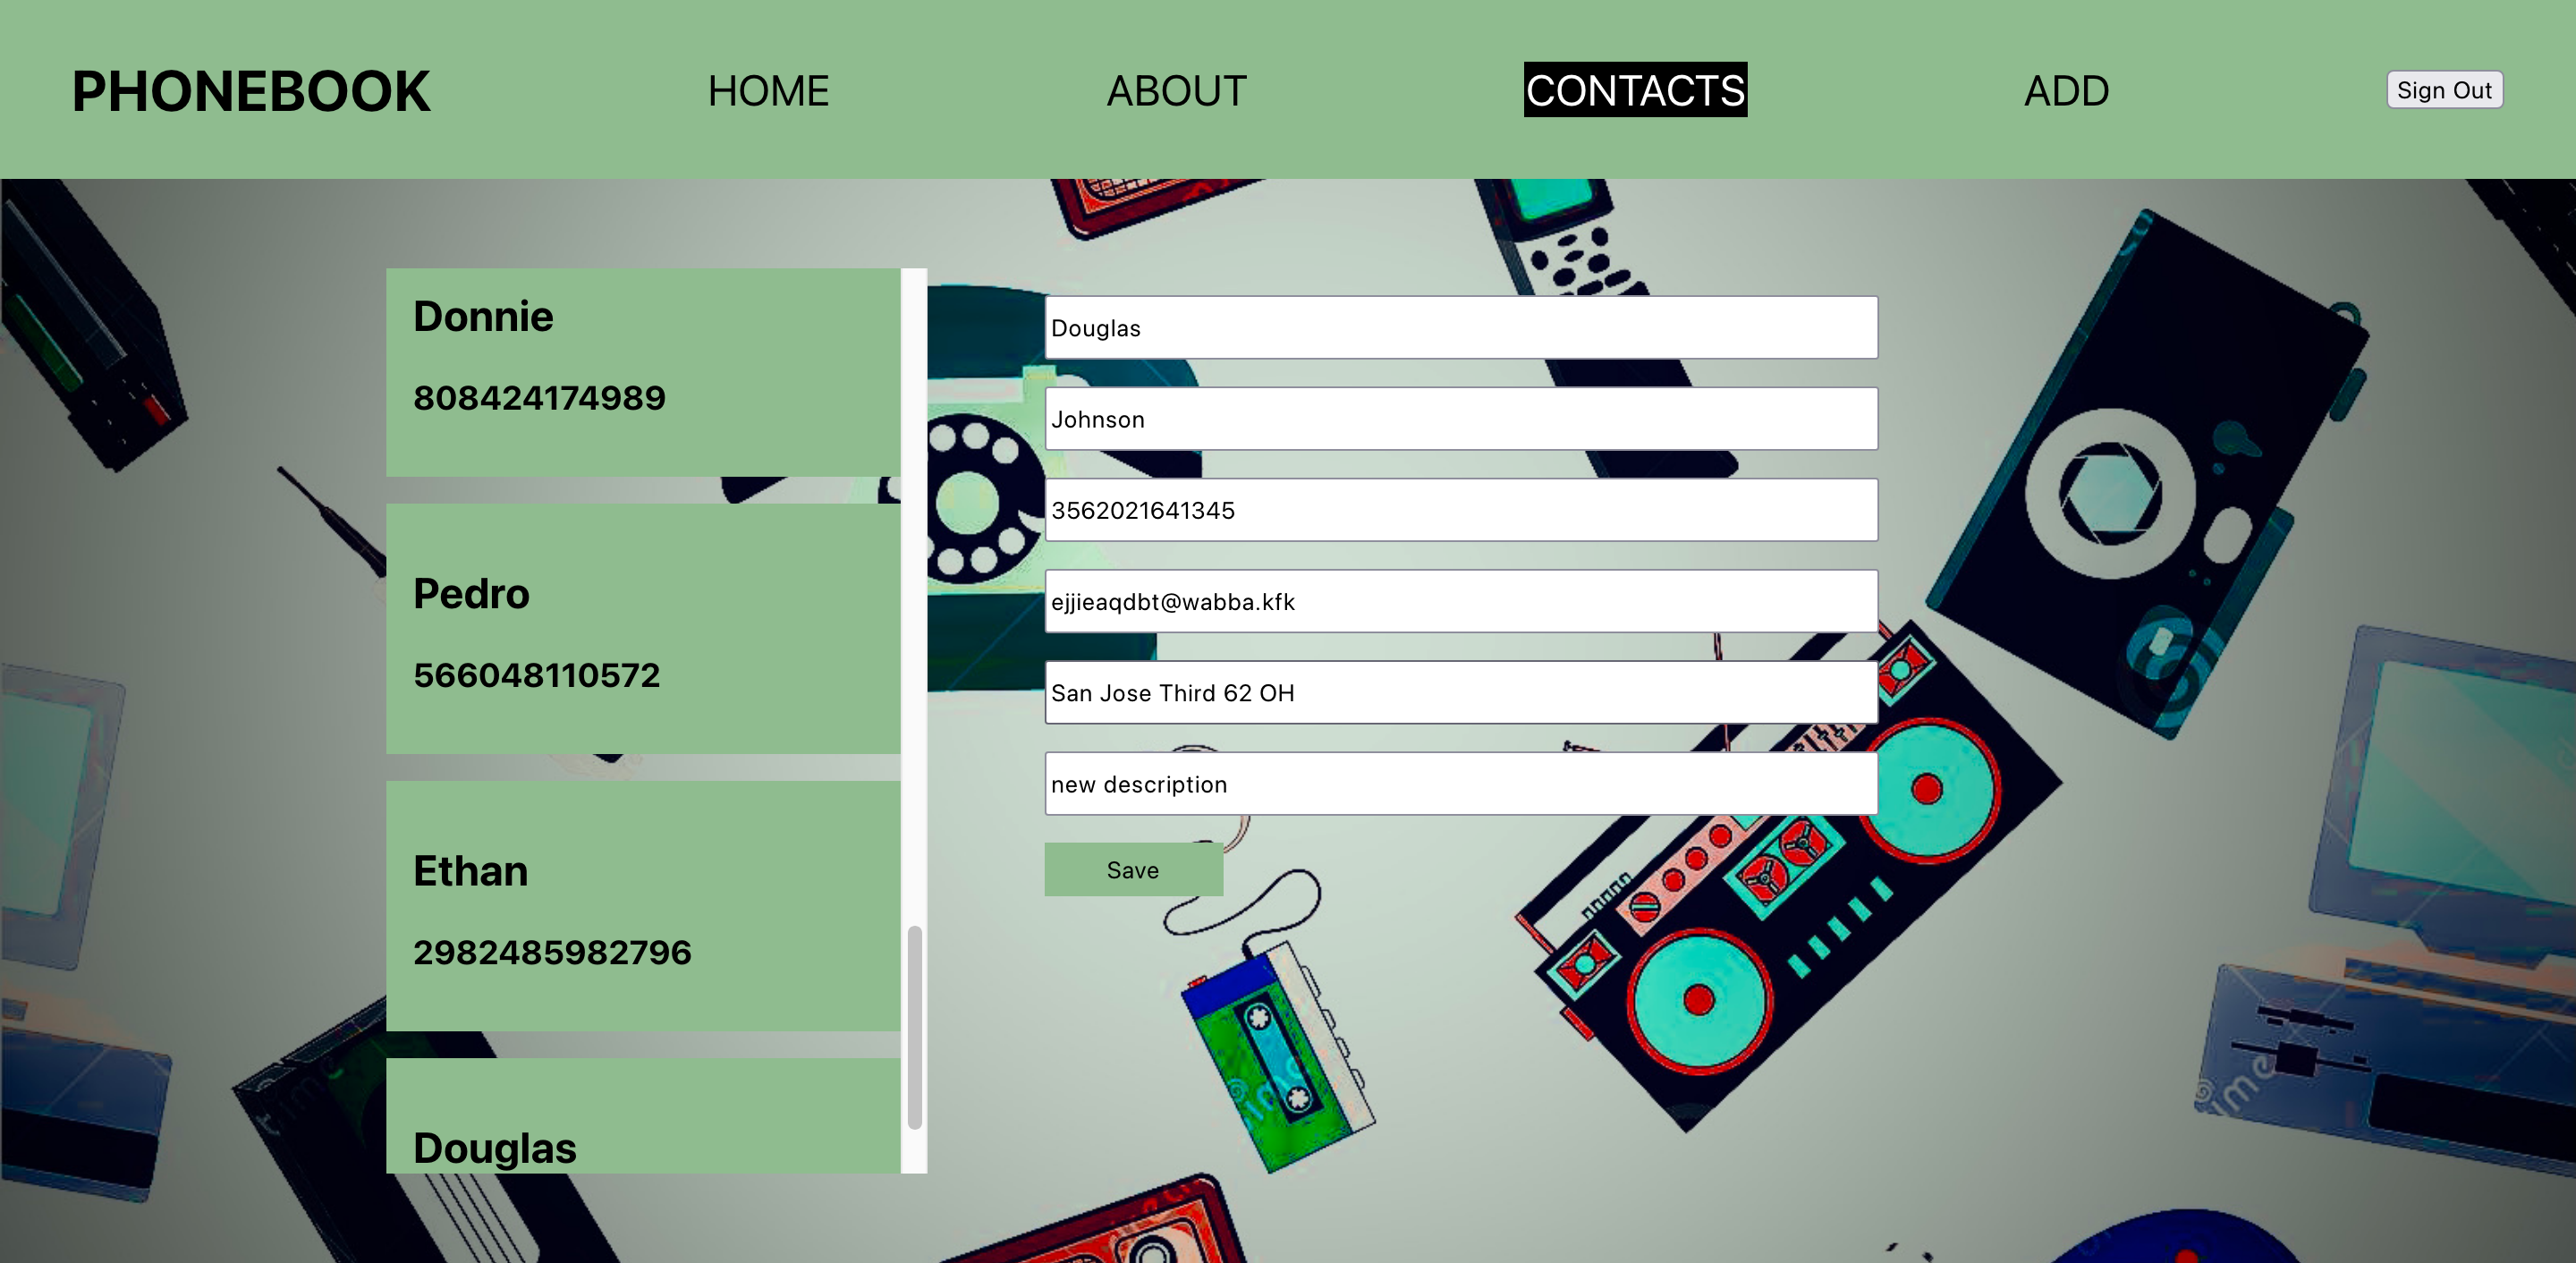 PHONEBOOK HOME ABOUT CONTACTS ADD Sign Out
Donnie
808424174989
Pedro
566048110572
Ethan
2982485982796
Douglas
Douglas
Johnson
3562021641345
ejjieaqdbt@wabba.kfk
San Jose Third 62 OH
new description
Save